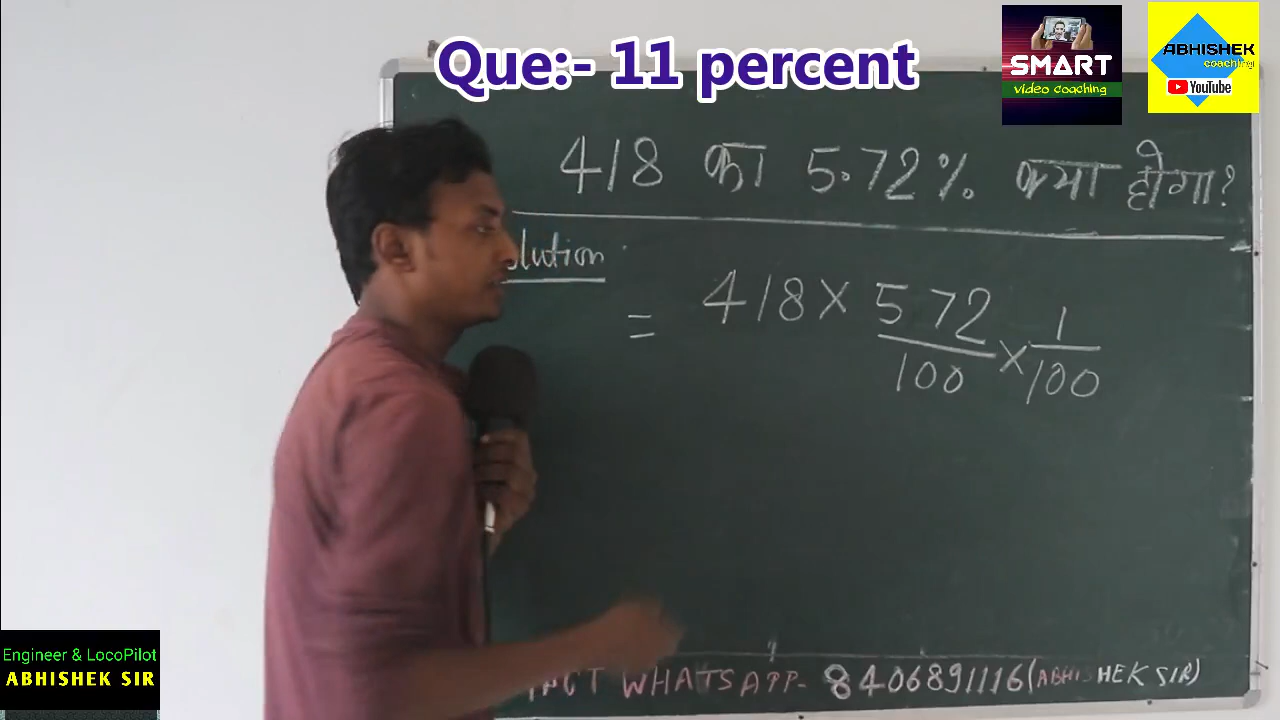 Que:- 11 percent
SMART
video coaching
ABHISHEK
coaching
YouTube
418 का 5.72% क्या होगा?
olution
= 418 × 572/100 × 1/100
Engineer & LocoPilot
ABHISHEK SIR
WHATSAPP- 8406891116 (ABHISHEK SIR)